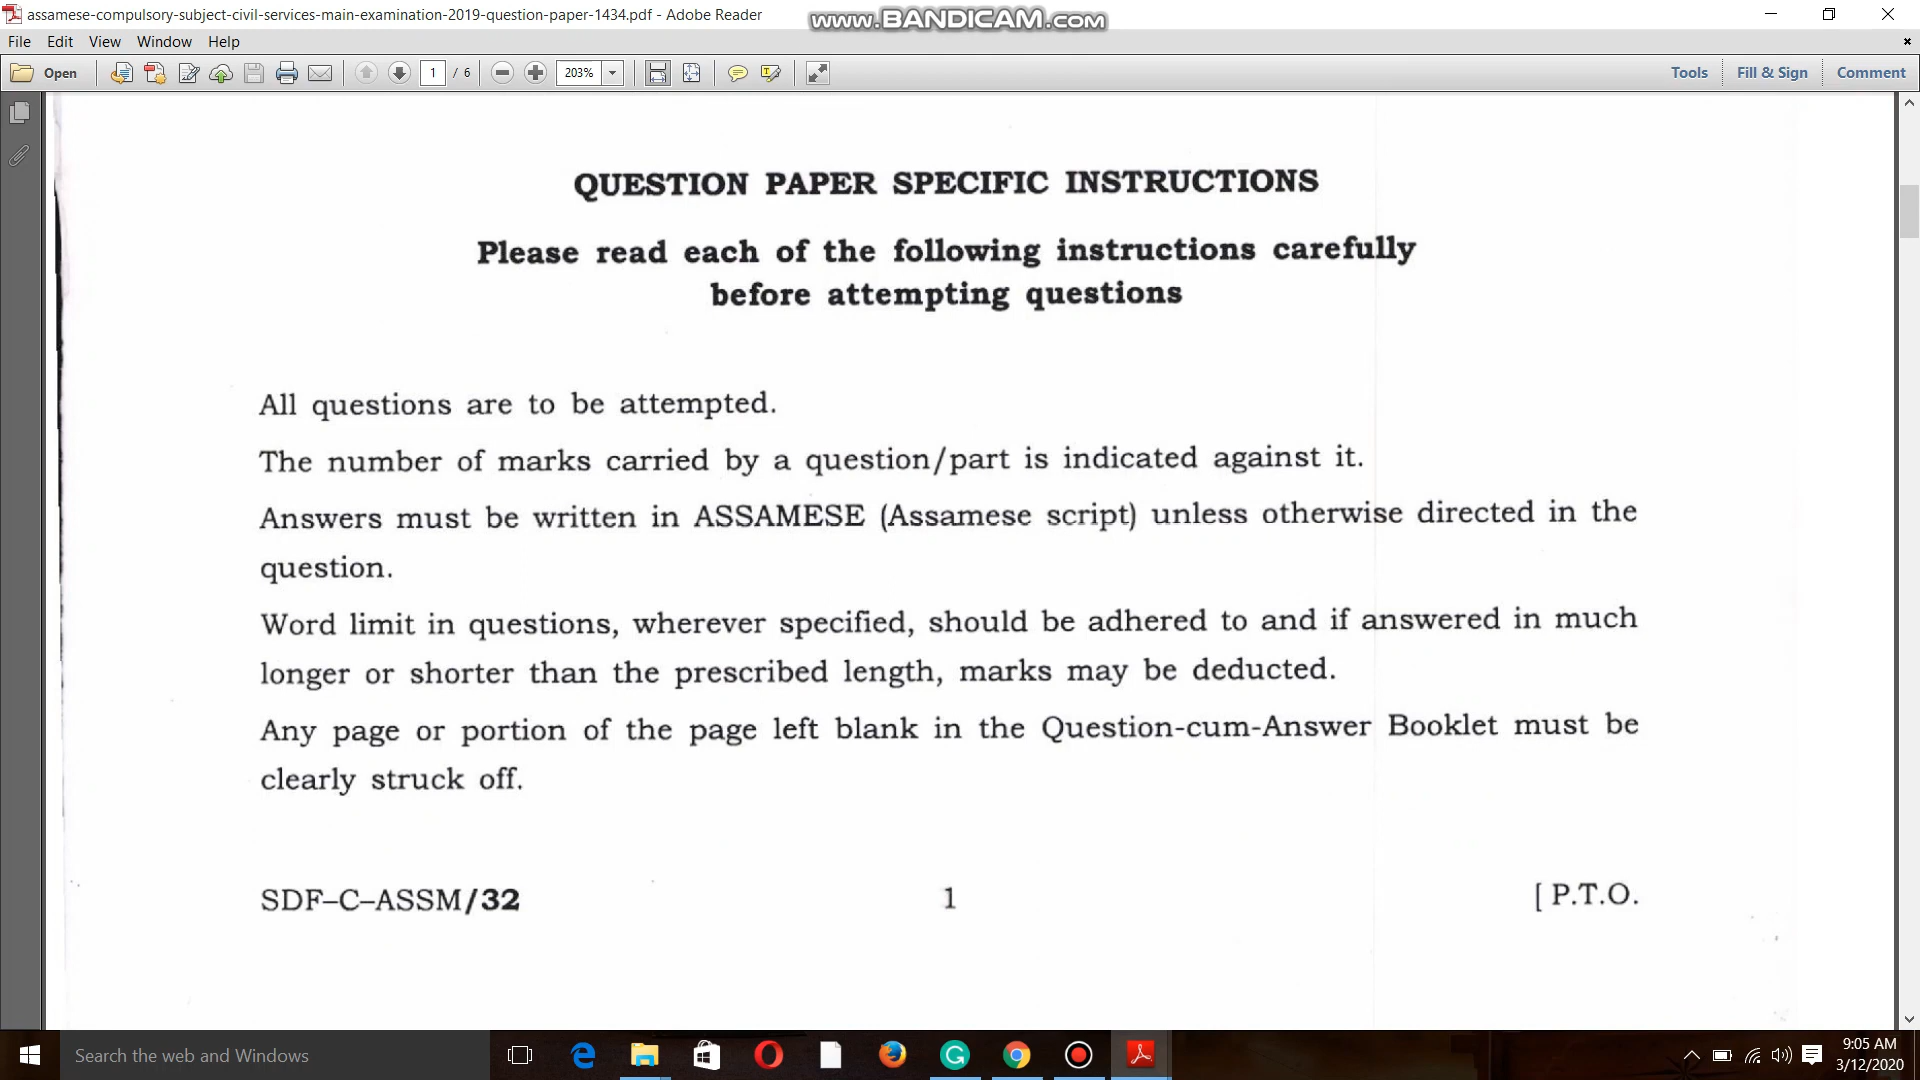 assamese-compulsory-subject-civil-services-main-examination-2019-question-paper-1434.pdf - Adobe Reader
www.BANDICAM.com
File Edit View Window Help
Open 1 / 6 203% Tools Fill & Sign Comment
QUESTION PAPER SPECIFIC INSTRUCTIONS
Please read each of the following instructions carefully
before attempting questions
All questions are to be attempted.
The number of marks carried by a question/part is indicated against it.
Answers must be written in ASSAMESE (Assamese script) unless otherwise directed in the
question.
Word limit in questions, wherever specified, should be adhered to and if answered in much
longer or shorter than the prescribed length, marks may be deducted.
Any page or portion of the page left blank in the Question-cum-Answer Booklet must be
clearly struck off.
SDF–C–ASSM/32 1 [ P.T.O.
Search the web and Windows
9:05 AM
3/12/2020